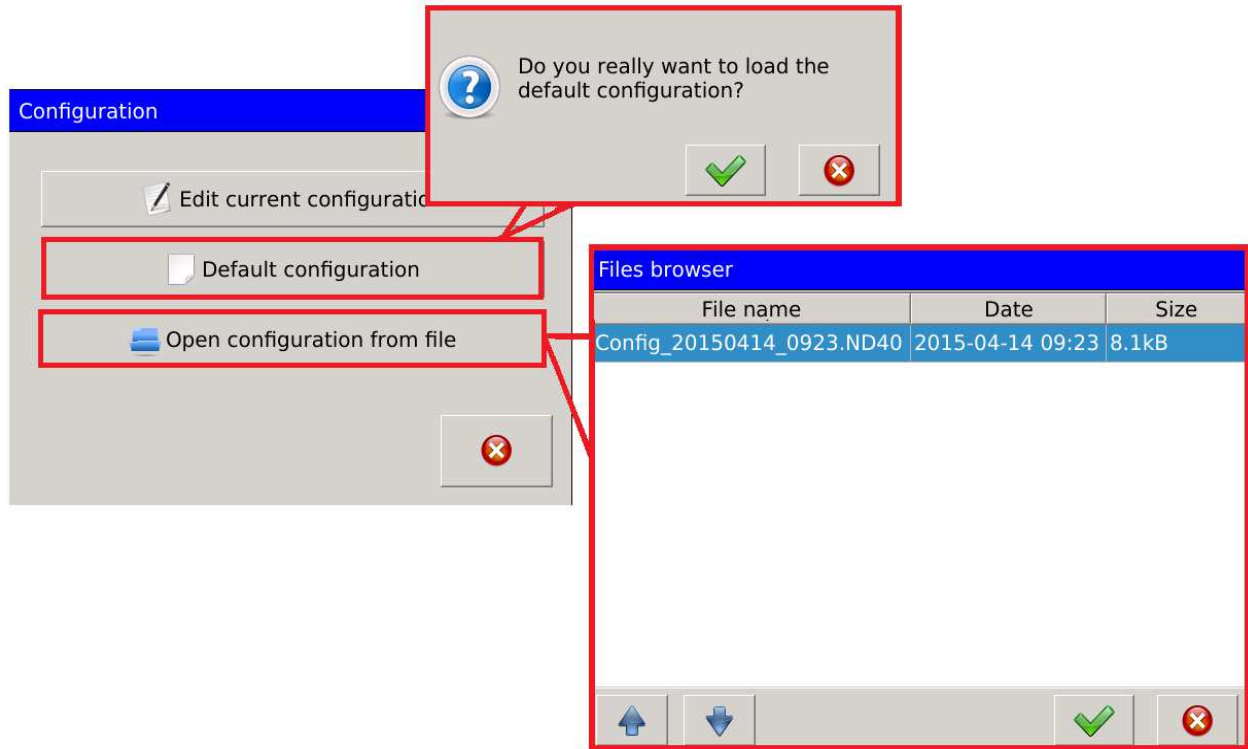 Do you really want to load the
default configuration?
Configuration
Edit current configuratio
Default configuration
Open configuration from file
Files browser
File name Date Size
Config_20150414_0923.ND40 2015-04-14 09:23 8.1kB